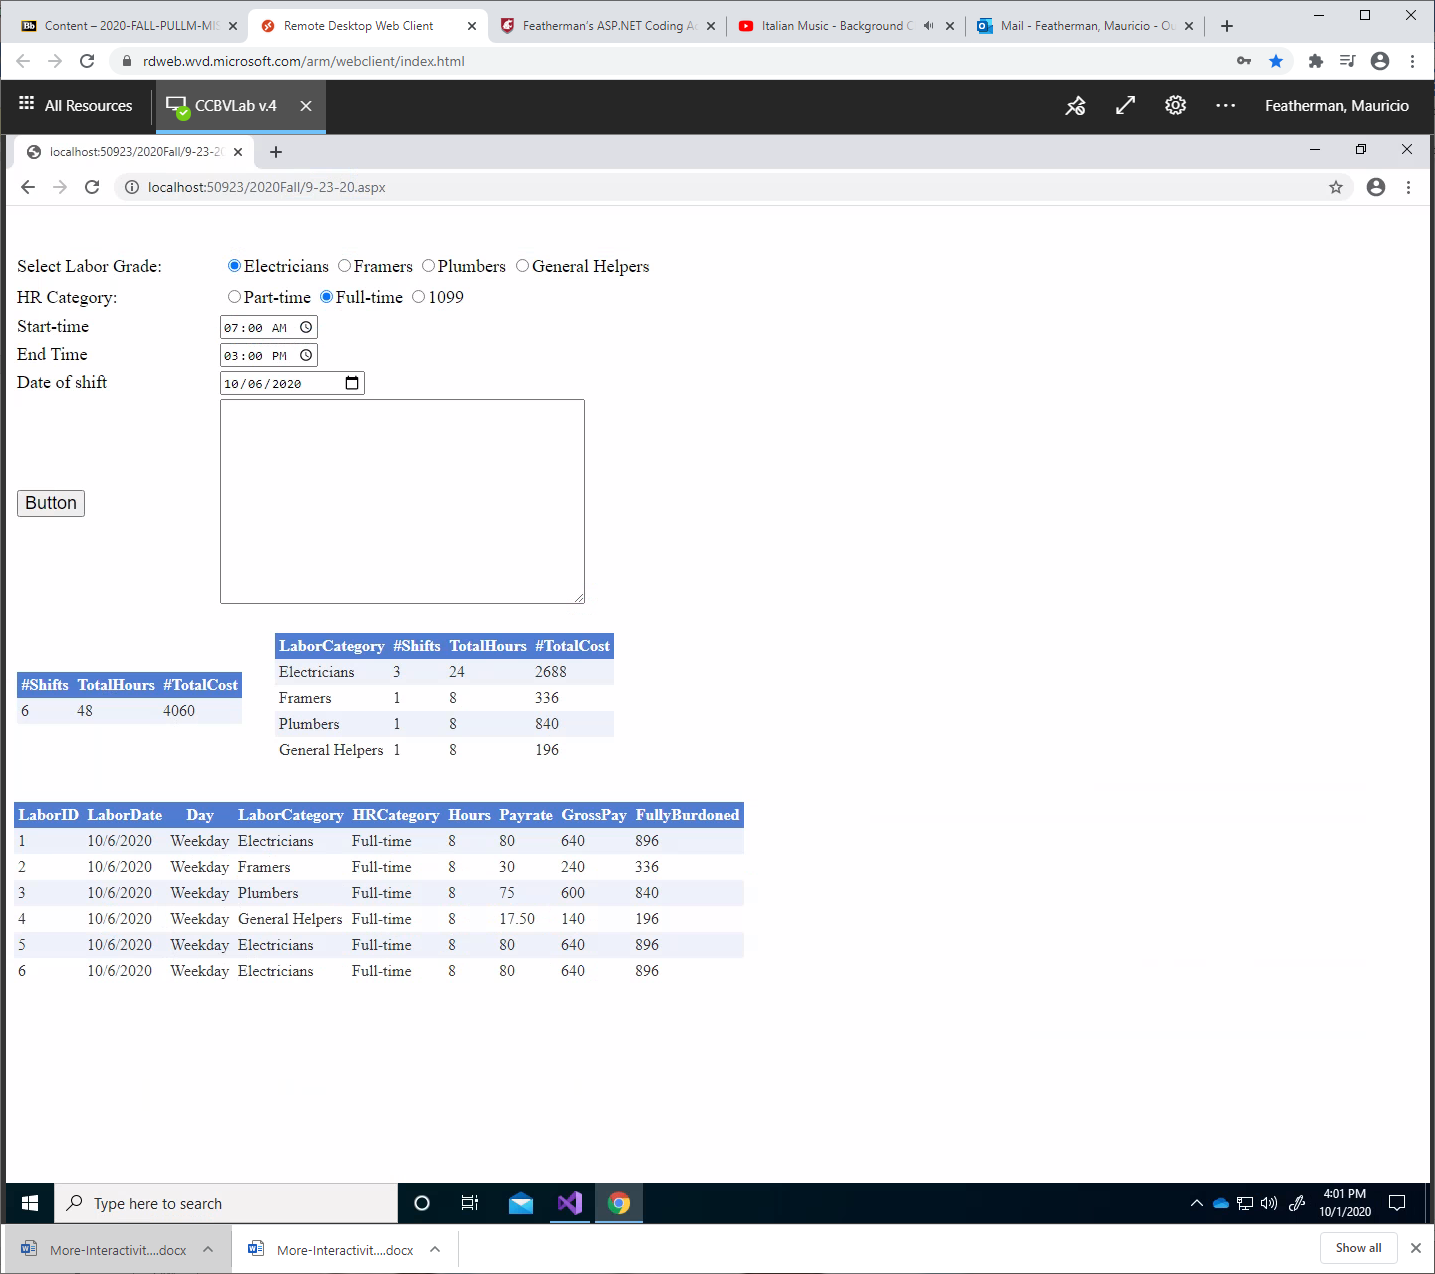 Content – 2020-FALL-PULLM-MIS
Remote Desktop Web Client
Featherman's ASP.NET Coding Ac
Italian Music - Background C
Mail - Featherman, Mauricio - Ou
rdweb.wvd.microsoft.com/arm/webclient/index.html
All Resources
CCBVLab v.4
Featherman, Mauricio
localhost:50923/2020Fall/9-23-20
localhost:50923/2020Fall/9-23-20.aspx
Select Labor Grade: Electricians Framers Plumbers General Helpers
HR Category: Part-time Full-time 1099
Start-time 07:00 AM
End Time 03:00 PM
Date of shift 10/06/2020
Button
#Shifts TotalHours #TotalCost
6 48 4060
LaborCategory #Shifts TotalHours #TotalCost
Electricians 3 24 2688
Framers 1 8 336
Plumbers 1 8 840
General Helpers 1 8 196
LaborID LaborDate Day LaborCategory HRCategory Hours Payrate GrossPay FullyBurdoned
1 10/6/2020 Weekday Electricians Full-time 8 80 640 896
2 10/6/2020 Weekday Framers Full-time 8 30 240 336
3 10/6/2020 Weekday Plumbers Full-time 8 75 600 840
4 10/6/2020 Weekday General Helpers Full-time 8 17.50 140 196
5 10/6/2020 Weekday Electricians Full-time 8 80 640 896
6 10/6/2020 Weekday Electricians Full-time 8 80 640 896
Type here to search
4:01 PM
10/1/2020
More-Interactivit....docx
More-Interactivit....docx
Show all